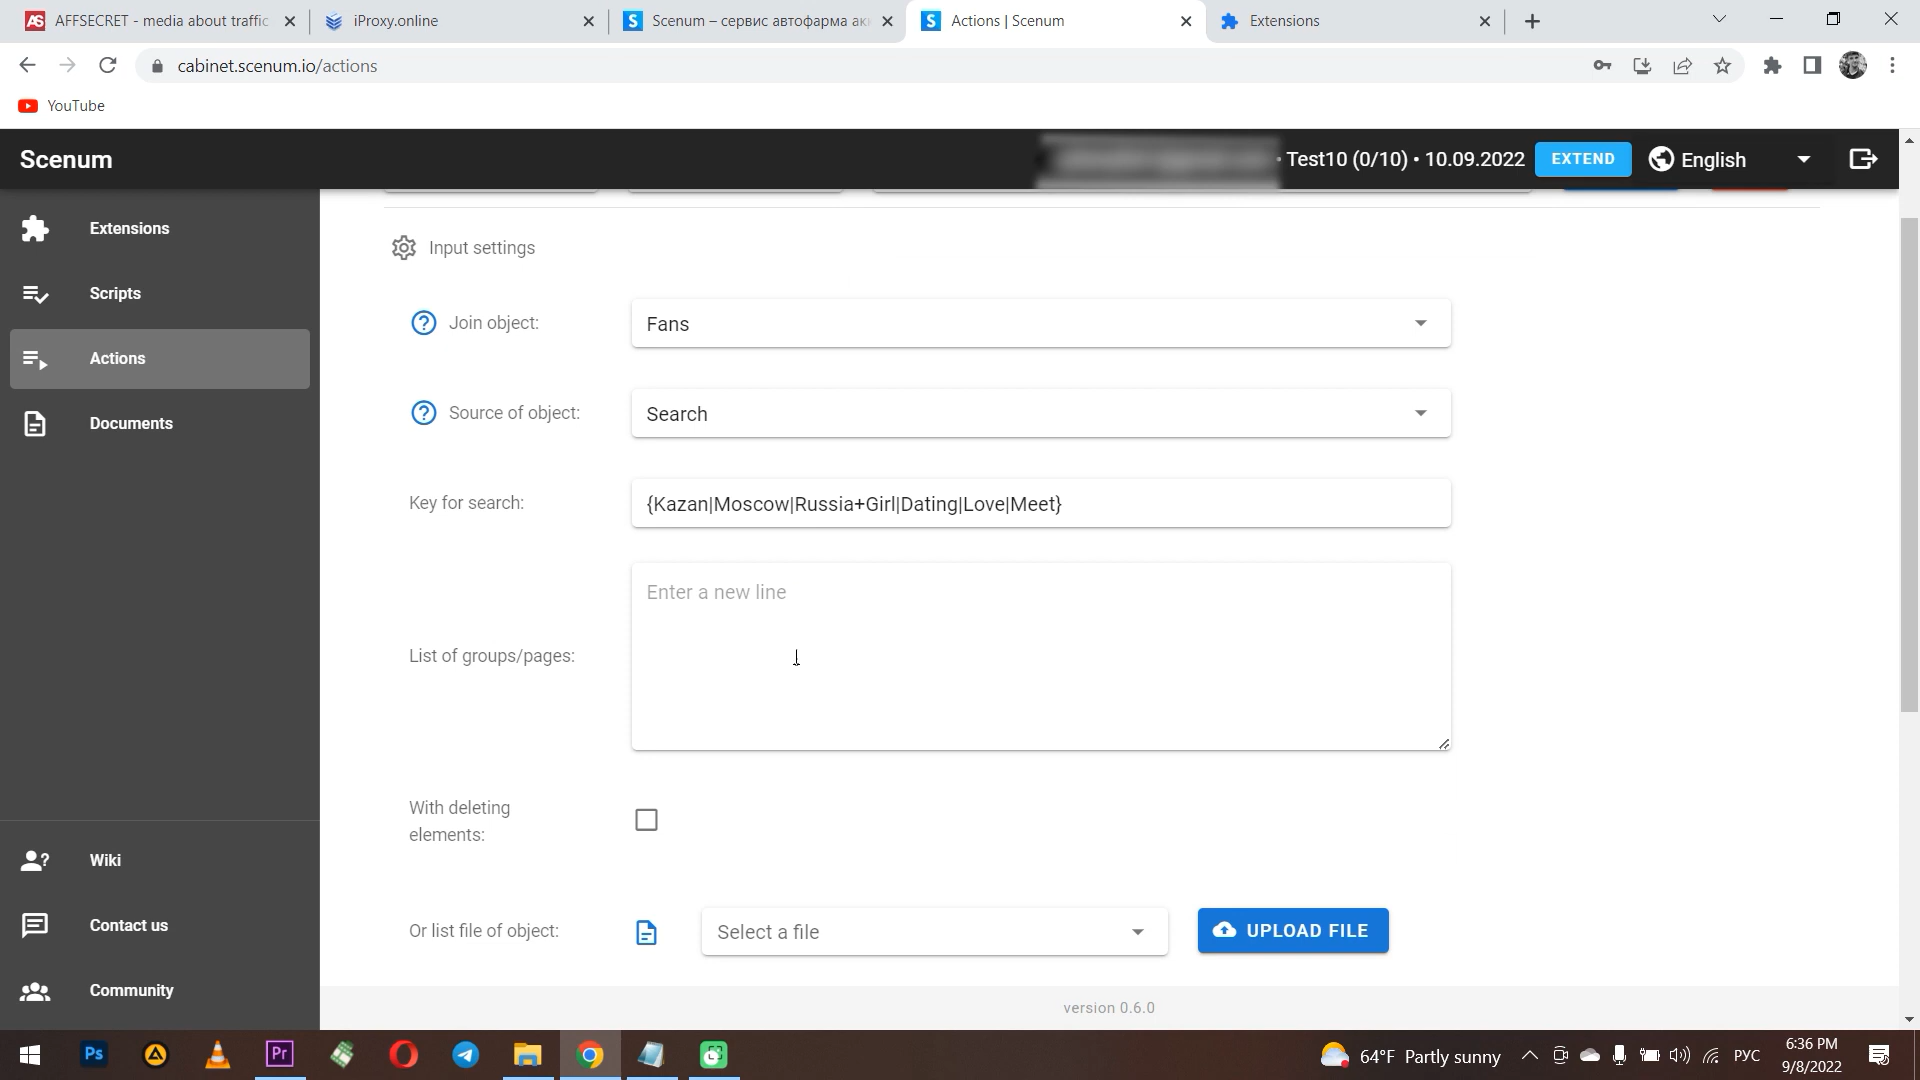 AFFSECRET - media about traffic
iProxy.online
Scenum – сервис автофарма ак
Actions | Scenum
Extensions
cabinet.scenum.io/actions
YouTube
Scenum
• Test10 (0/10) • 10.09.2022
EXTEND
English
Extensions
Scripts
Actions
Documents
Wiki
Contact us
Community
Input settings
Join object:
Fans
Source of object:
Search
Key for search:
{Kazan|Moscow|Russia+Girl|Dating|Love|Meet}
List of groups/pages:
Enter a new line
With deleting
elements:
Or list file of object:
Select a file
UPLOAD FILE
version 0.6.0
64°F Partly sunny
РУС
6:36 PM
9/8/2022